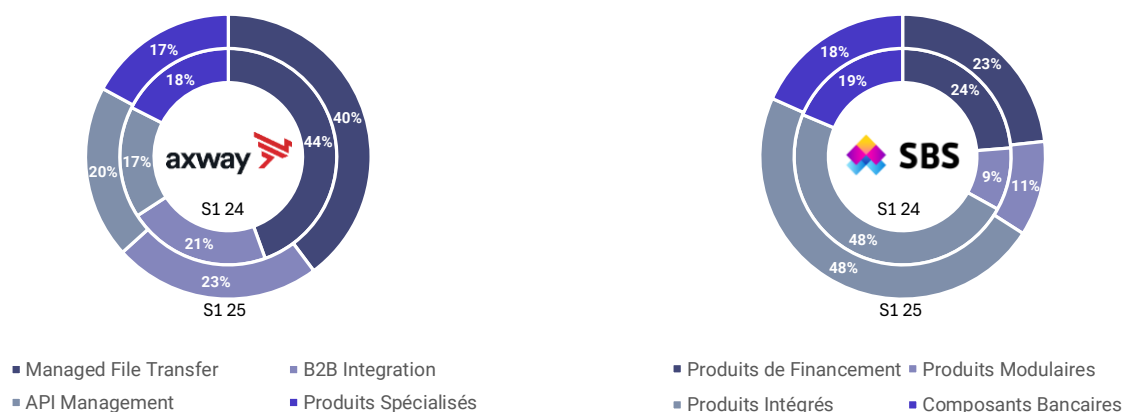 17%
18%
40%
44%
axway
20%
17%
S1 24
21%
23%
S1 25
Managed File Transfer
B2B Integration
API Management
Produits Spécialisés
18%
23%
19%
24%
SBS
9%
11%
S1 24
48%
48%
S1 25
Produits de Financement
Produits Modulaires
Produits Intégrés
Composants Bancaires